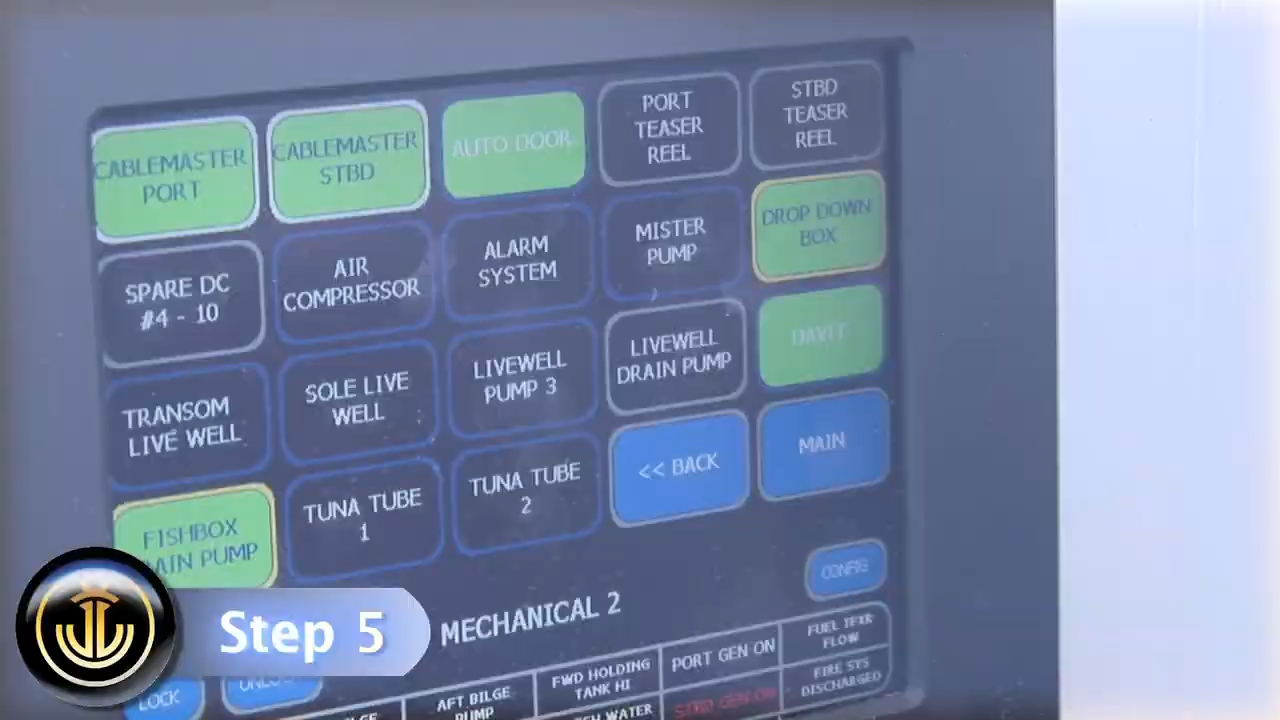 CABLEMASTER
PORT
CABLEMASTER
STBD
AUTO DOOR
PORT
TEASER
REEL
STBD
TEASER
REEL
SPARE DC
#4 - 10
AIR
COMPRESSOR
ALARM
SYSTEM
MISTER
PUMP
DROP DOWN
BOX
TRANSOM
LIVE WELL
SOLE LIVE
WELL
LIVEWELL
PUMP 3
LIVEWELL
DRAIN PUMP
DAVIT
FISHBOX
PUMP
TUNA TUBE
1
TUNA TUBE
2
<< BACK
MAIN
CONFIG
MECHANICAL 2
Step 5
LOCK
AFT BILGE
PUMP
FWD HOLDING
TANK HI
PORT GEN ON
FUEL TFXR
FLOW
WATER
STBD GEN ON
FIRE SYS
DISCHARGED